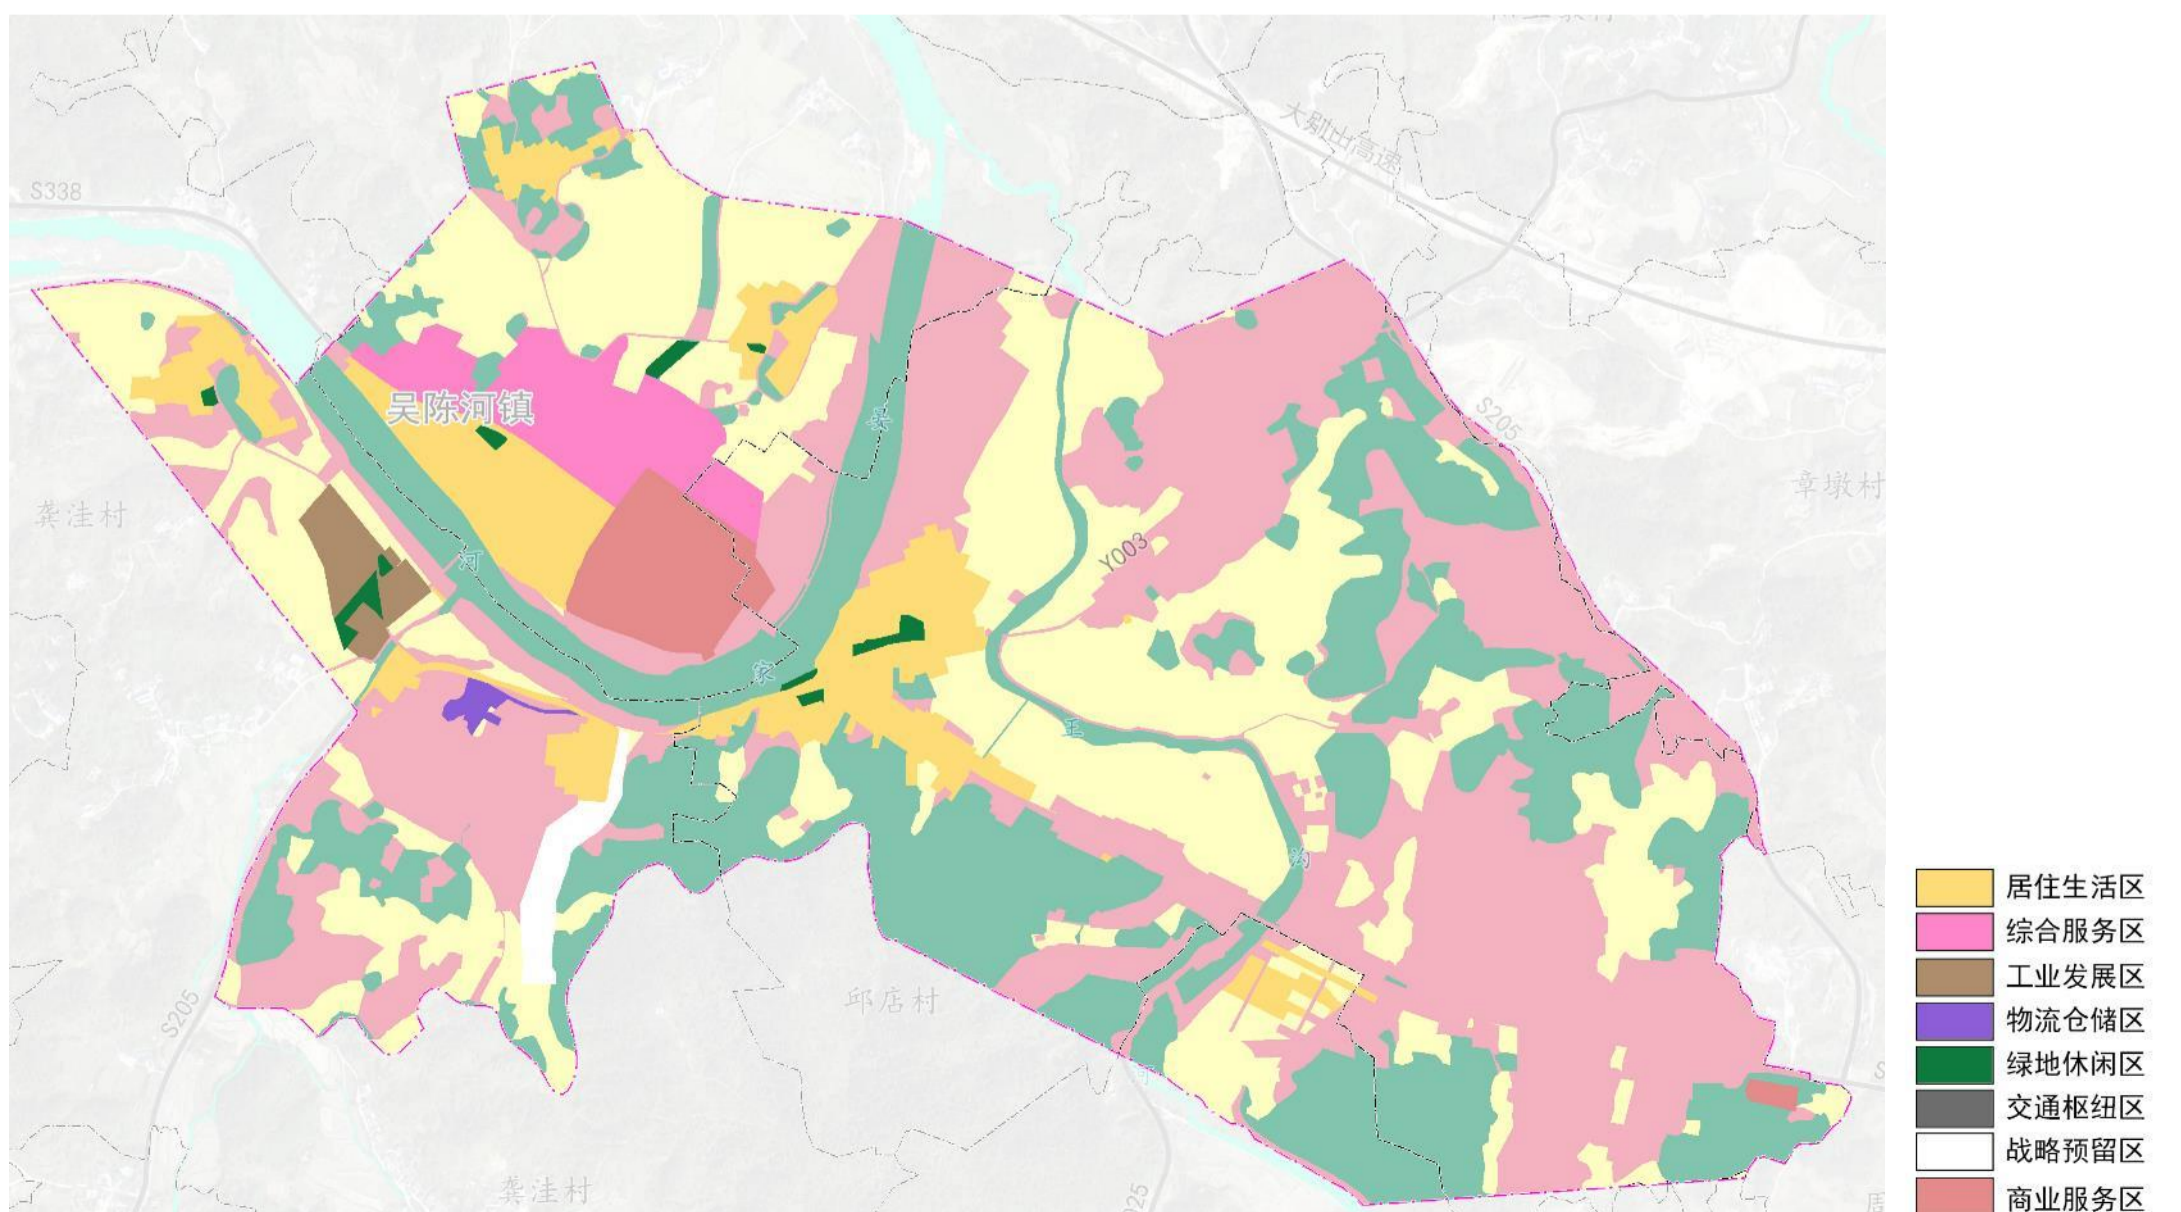 大别山高速
S338
吴陈河镇
吴
S205
章墩村
龚洼村
河
Y003
家
王
沟
S205
邱店村
河
龚洼村
居住生活区
综合服务区
工业发展区
物流仓储区
绿地休闲区
交通枢纽区
战略预留区
商业服务区